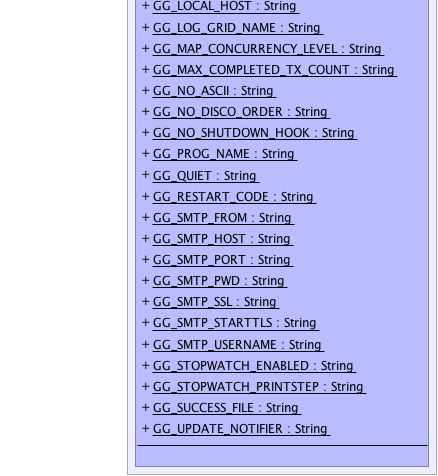 + GG_LOCAL_HOST : String
+ GG_LOG_GRID_NAME : String
+ GG_MAP_CONCURRENCY_LEVEL : String
+ GG_MAX_COMPLETED_TX_COUNT : String
+ GG_NO_ASCII : String
+ GG_NO_DISCO_ORDER : String
+ GG_NO_SHUTDOWN_HOOK : String
+ GG_PROG_NAME : String
+ GG_QUIET : String
+ GG_RESTART_CODE : String
+ GG_SMTP_FROM : String
+ GG_SMTP_HOST : String
+ GG_SMTP_PORT : String
+ GG_SMTP_PWD : String
+ GG_SMTP_SSL : String
+ GG_SMTP_STARTTLS : String
+ GG_SMTP_USERNAME : String
+ GG_STOPWATCH_ENABLED : String
+ GG_STOPWATCH_PRINTSTEP : String
+ GG_SUCCESS_FILE : String
+ GG_UPDATE_NOTIFIER : String